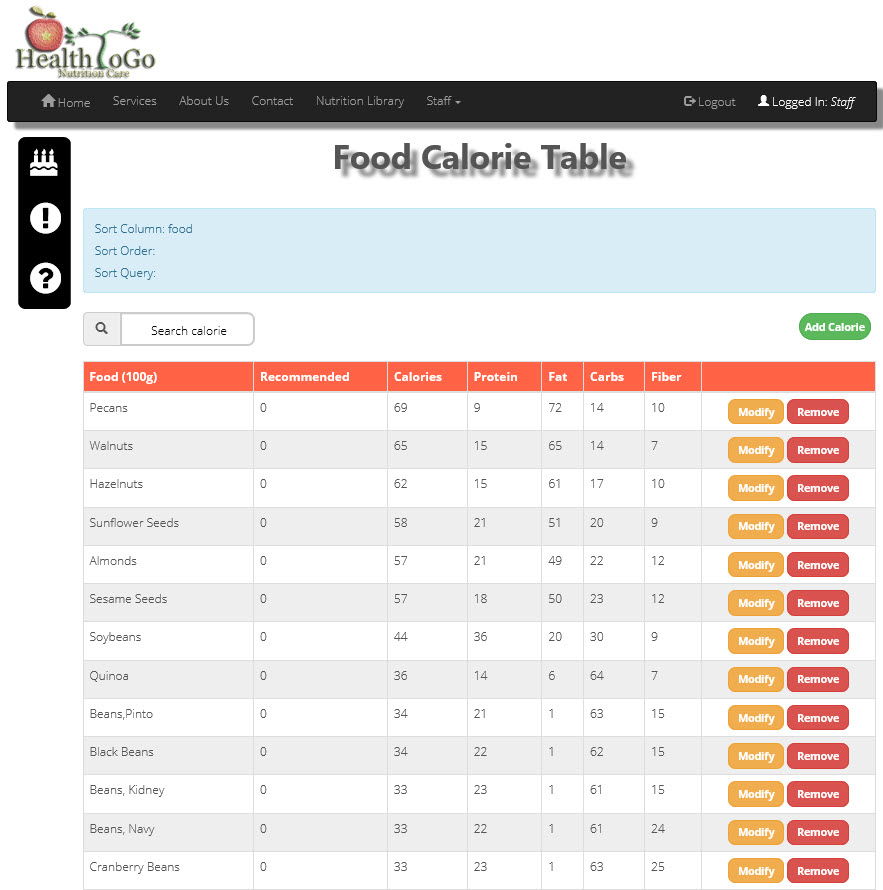 HealthToGo
Nutrition Care
Home Services About Us Contact Nutrition Library Staff Logout Logged In: Staff
Food Calorie Table
Sort Column: food
Sort Order:
Sort Query:
Search calorie Add Calorie
Food (100g) Recommended Calories Protein Fat Carbs Fiber
Pecans 0 69 9 72 14 10 Modify Remove
Walnuts 0 65 15 65 14 7 Modify Remove
Hazelnuts 0 62 15 61 17 10 Modify Remove
Sunflower Seeds 0 58 21 51 20 9 Modify Remove
Almonds 0 57 21 49 22 12 Modify Remove
Sesame Seeds 0 57 18 50 23 12 Modify Remove
Soybeans 0 44 36 20 30 9 Modify Remove
Quinoa 0 36 14 6 64 7 Modify Remove
Beans,Pinto 0 34 21 1 63 15 Modify Remove
Black Beans 0 34 22 1 62 15 Modify Remove
Beans, Kidney 0 33 23 1 61 15 Modify Remove
Beans, Navy 0 33 22 1 61 24 Modify Remove
Cranberry Beans 0 33 23 1 63 25 Modify Remove